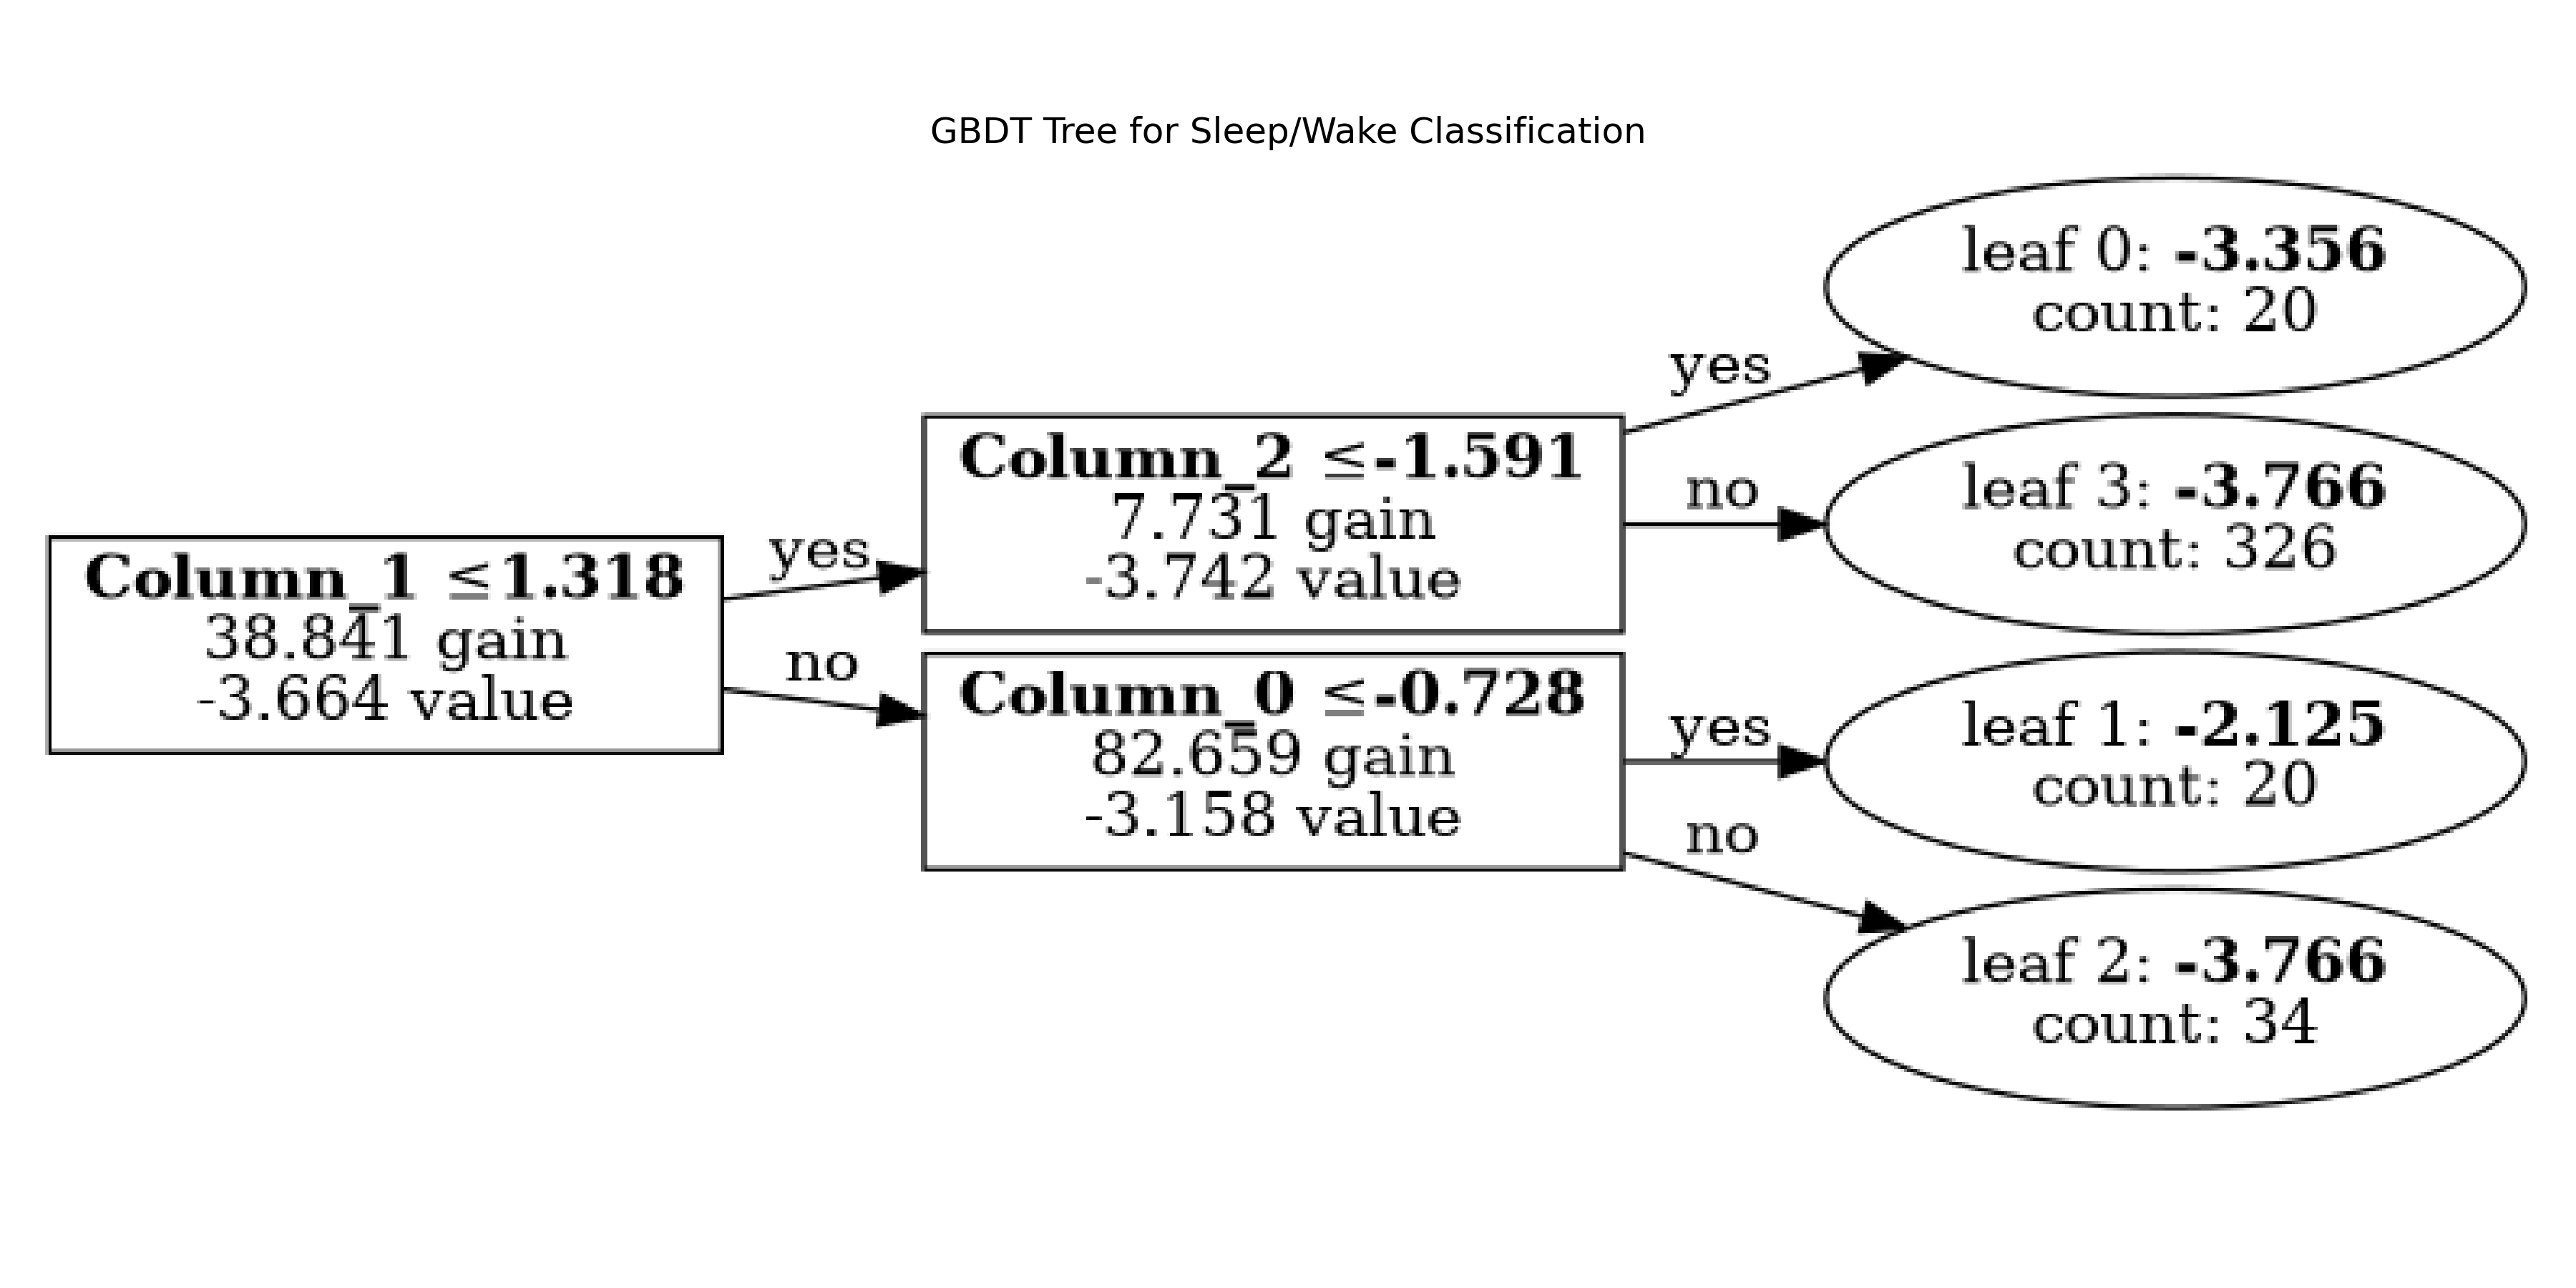 GBDT Tree for Sleep/Wake Classification
Column_1 ≤1.318
38.841 gain
-3.664 value
yes
no
Column_2 ≤-1.591
7.731 gain
-3.742 value
Column_0 ≤-0.728
82.659 gain
-3.158 value
yes
no
yes
no
leaf 0: -3.356
count: 20
leaf 3: -3.766
count: 326
leaf 1: -2.125
count: 20
leaf 2: -3.766
count: 34